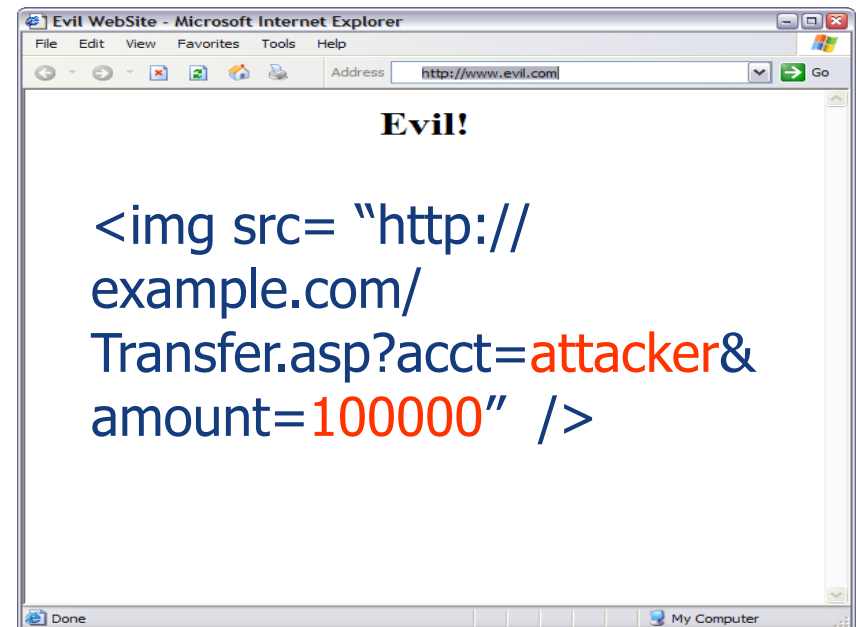 Evil WebSite - Microsoft Internet Explorer
File Edit View Favorites Tools Help
Address http://www.evil.com Go
Evil!
<img src= “http://
example.com/
Transfer.asp?acct=attacker&
amount=100000” />
Done My Computer